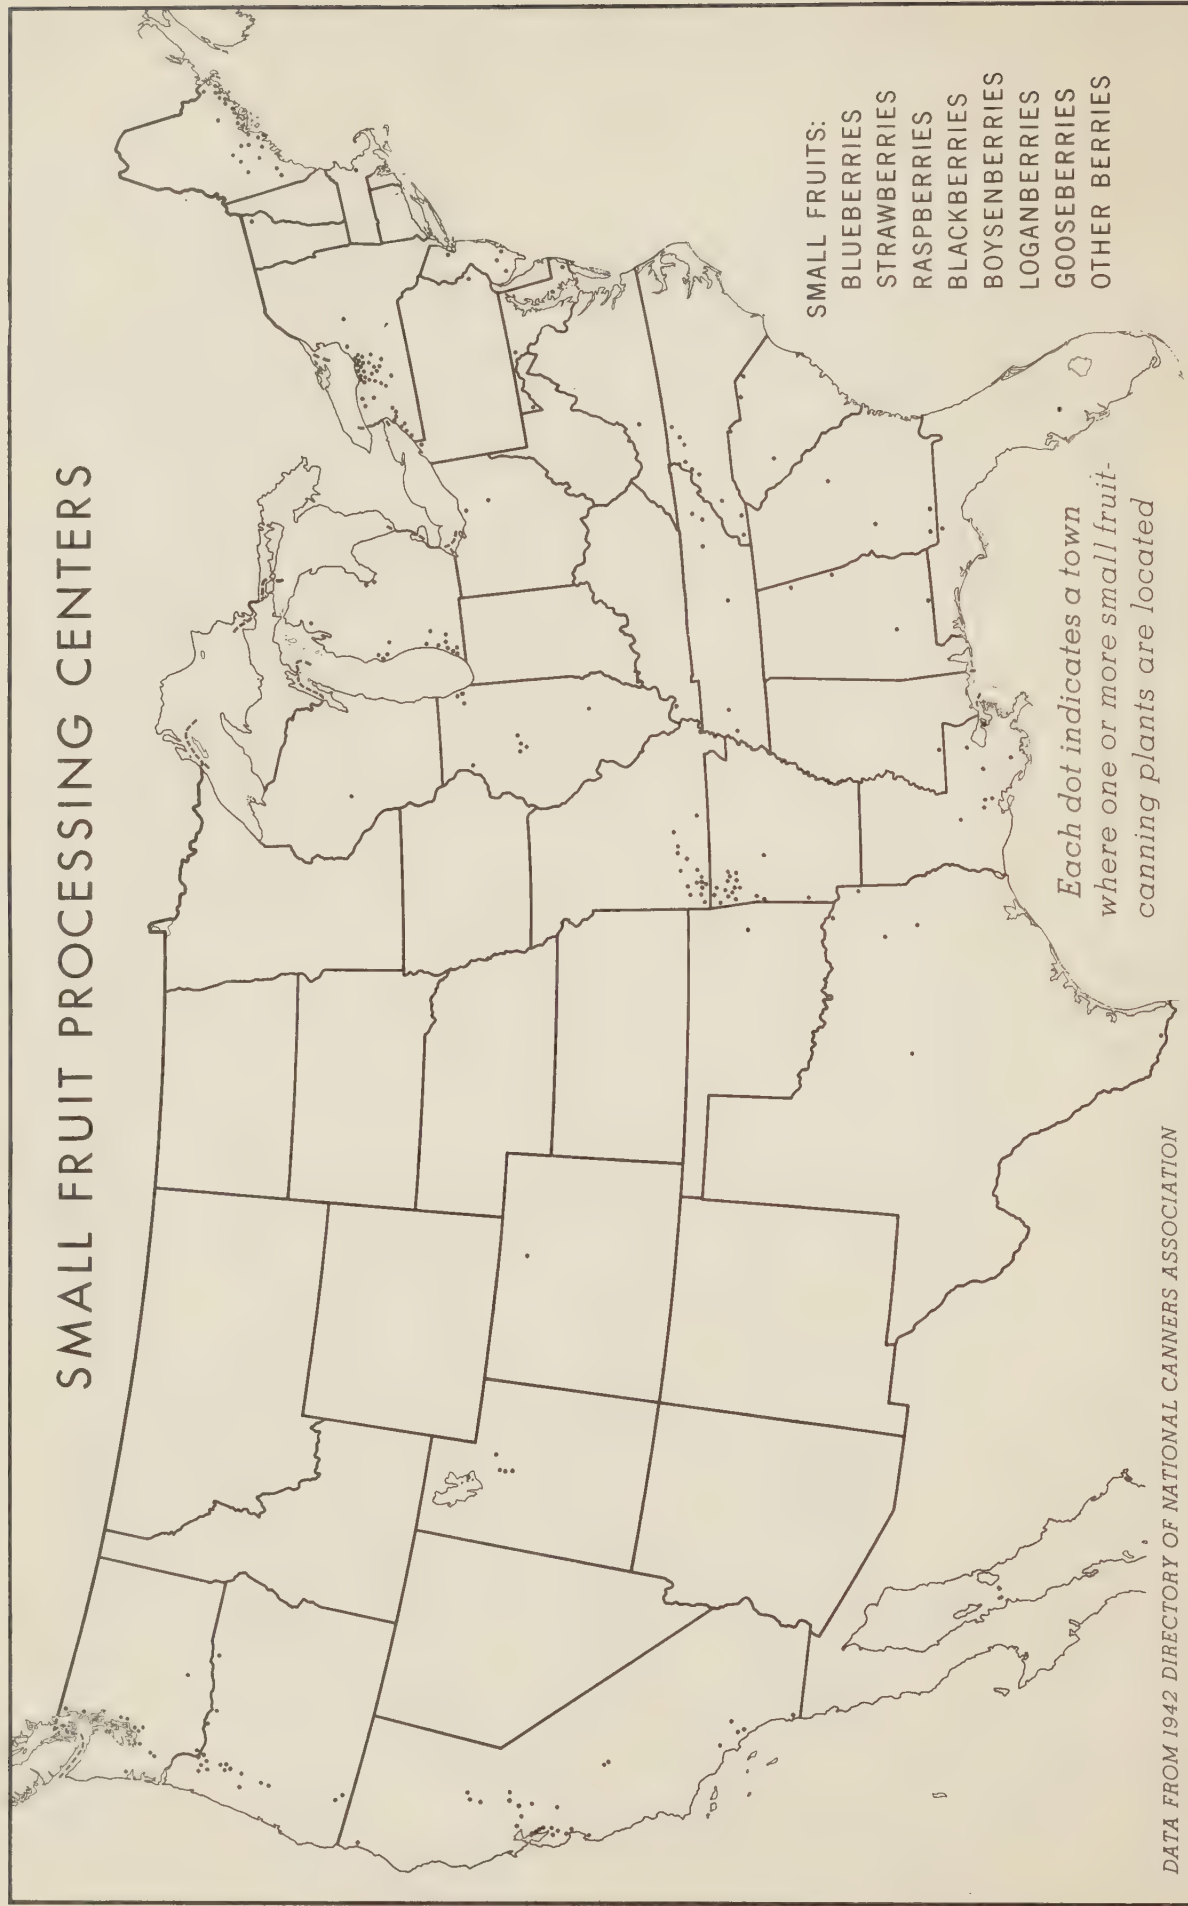 SMALL FRUIT PROCESSING CENTERS
SMALL FRUITS:
BLUEBERRIES
STRAWBERRIES
RASPBERRIES
BLACKBERRIES
BOYSENBERRIES
LOGANBERRIES
GOOSEBERRIES
OTHER BERRIES
Each dot indicates a town
where one or more small fruit-
canning plants are located
DATA FROM 1942 DIRECTORY OF NATIONAL CANNERS ASSOCIATION